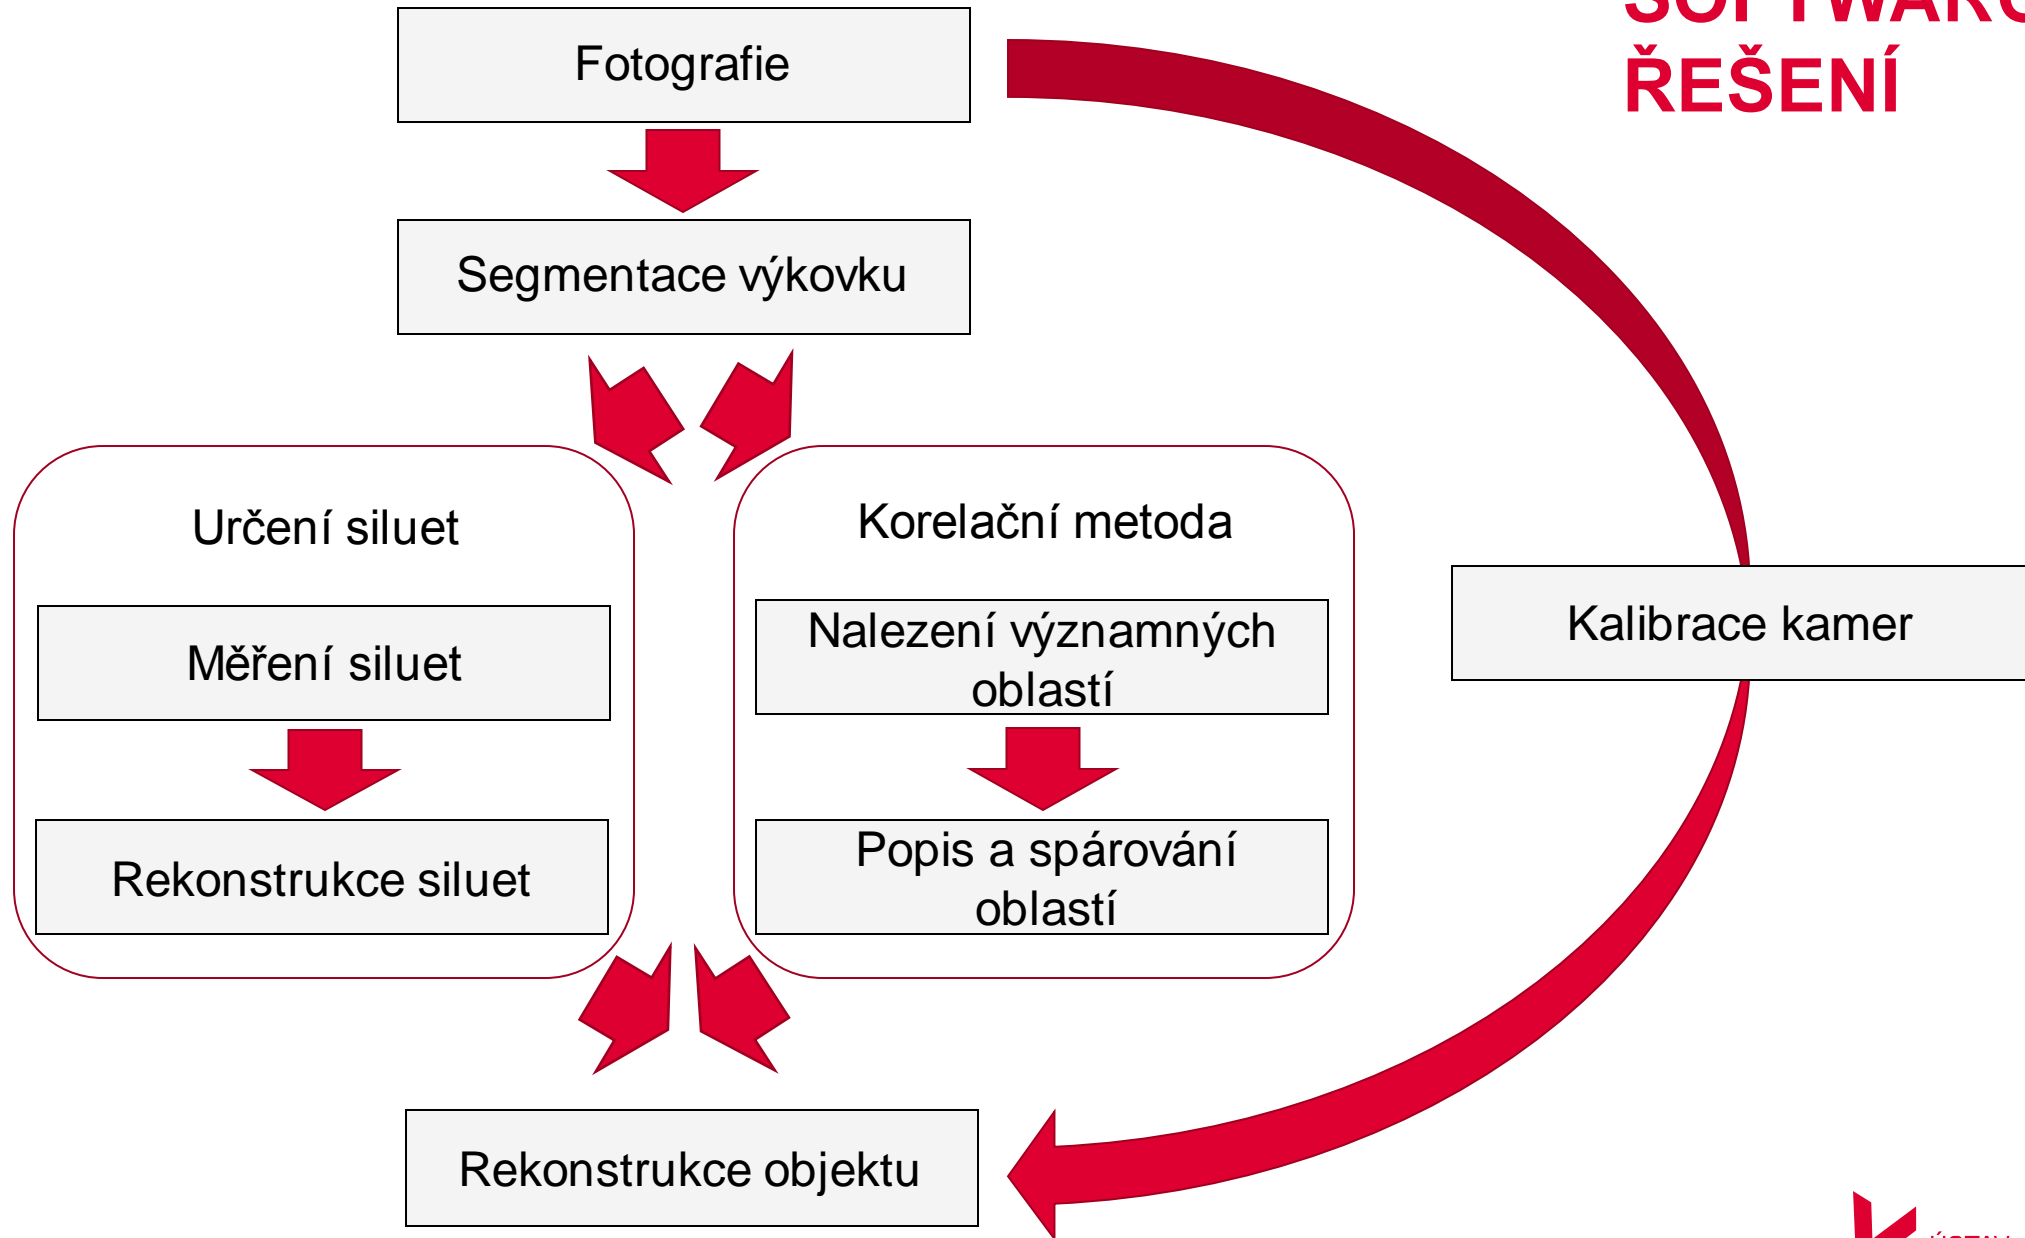 ŘEŠENÍ
Fotografie
Segmentace výkovku
Určení siluet
Měření siluet
Rekonstrukce siluet
Korelační metoda
Nalezení významných
oblastí
Popis a spárování
oblastí
Kalibrace kamer
Rekonstrukce objektu